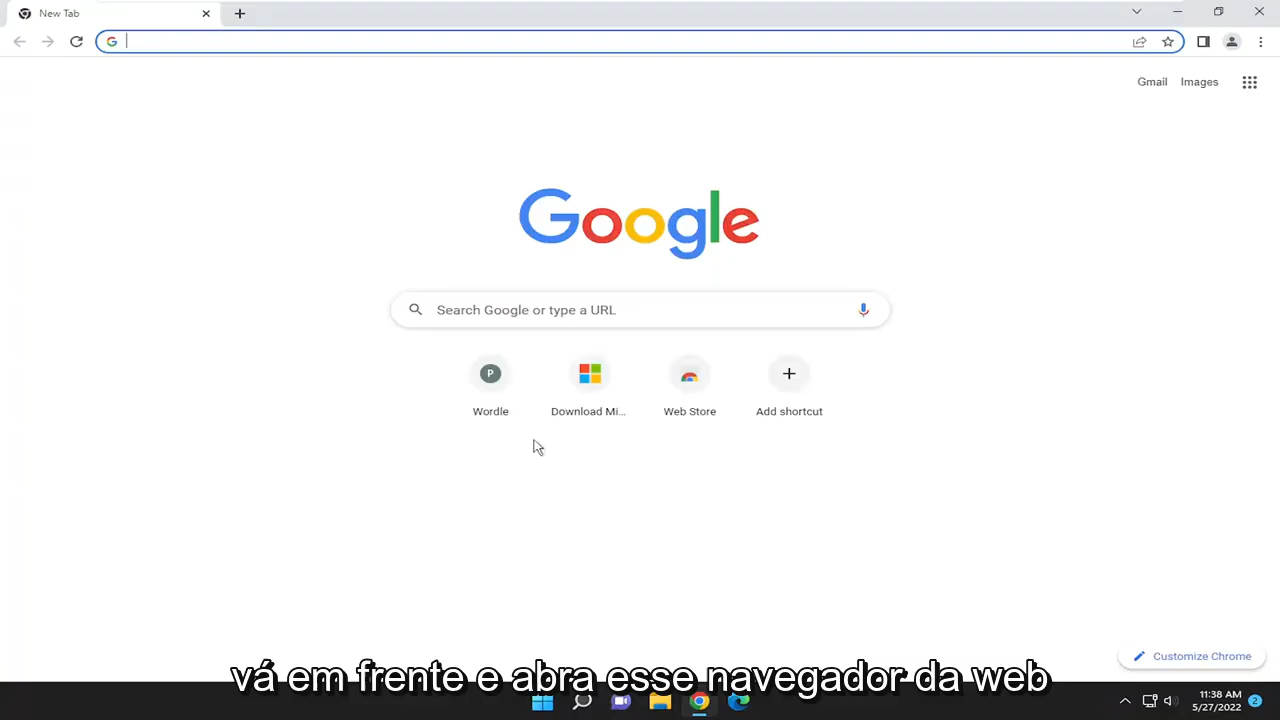 New Tab
Gmail Images
Google
Search Google or type a URL
P
Wordle Download Mi... Web Store Add shortcut
Customize Chrome
vá em frente e abra esse navegador da web
11:38 AM
5/27/2022
2